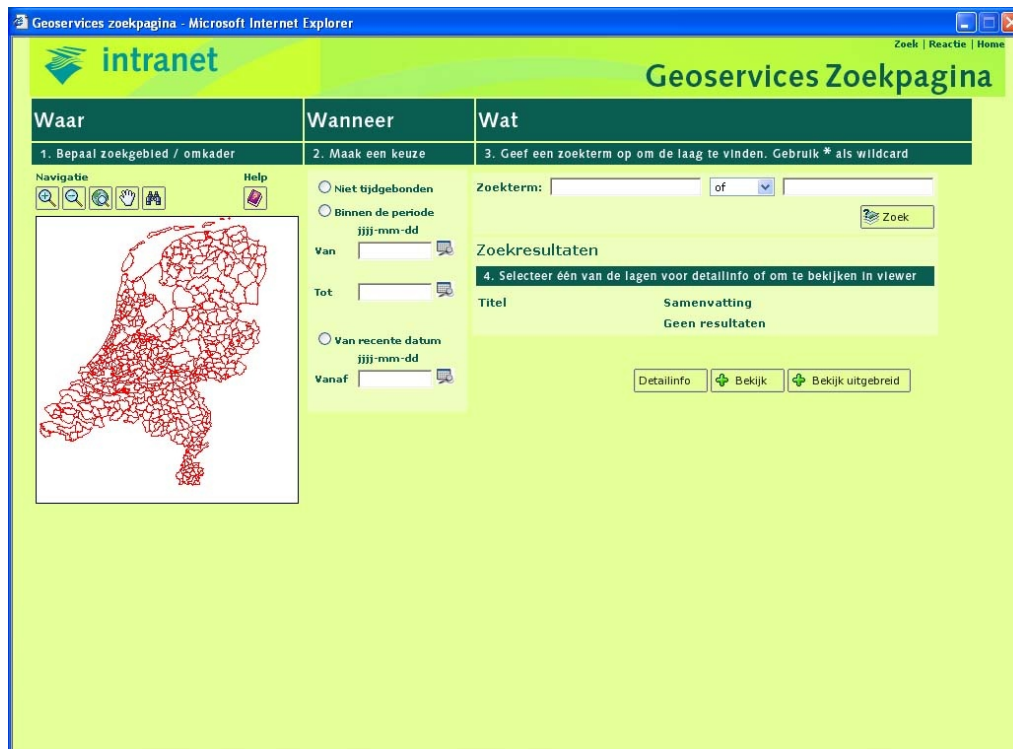 Geoservices zoekpagina - Microsoft Internet Explorer
Zoek | Reactie | Home
intranet
Geoservices Zoekpagina
Waar
Wanneer
Wat
1. Bepaal zoekgebied / omkader
2. Maak een keuze
3. Geef een zoekterm op om de laag te vinden. Gebruik * als wildcard
Navigatie
Help
Niet tijdgebonden
Binnen de periode
jjjj-mm-dd
Van
Tot
Van recente datum
jjjj-mm-dd
Vanaf
Zoekterm:
of
Zoek
Zoekresultaten
4. Selecteer één van de lagen voor detailinfo of om te bekijken in viewer
Titel
Samenvatting
Geen resultaten
Detailinfo
Bekijk
Bekijk uitgebreid